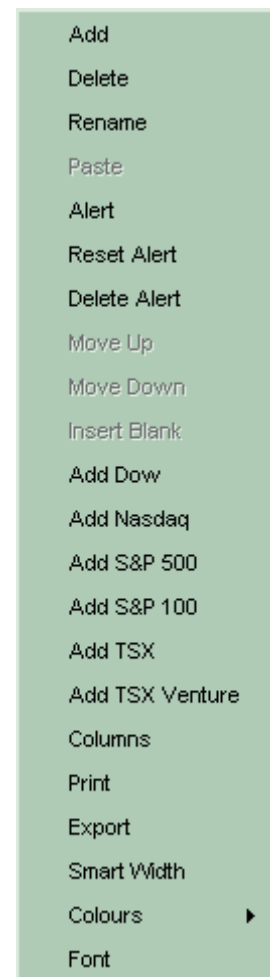 Add
Delete
Rename
Paste
Alert
Reset Alert
Delete Alert
Move Up
Move Down
Insert Blank
Add Dow
Add Nasdaq
Add S&P 500
Add S&P 100
Add TSX
Add TSX Venture
Columns
Print
Export
Smart Width
Colours
Font